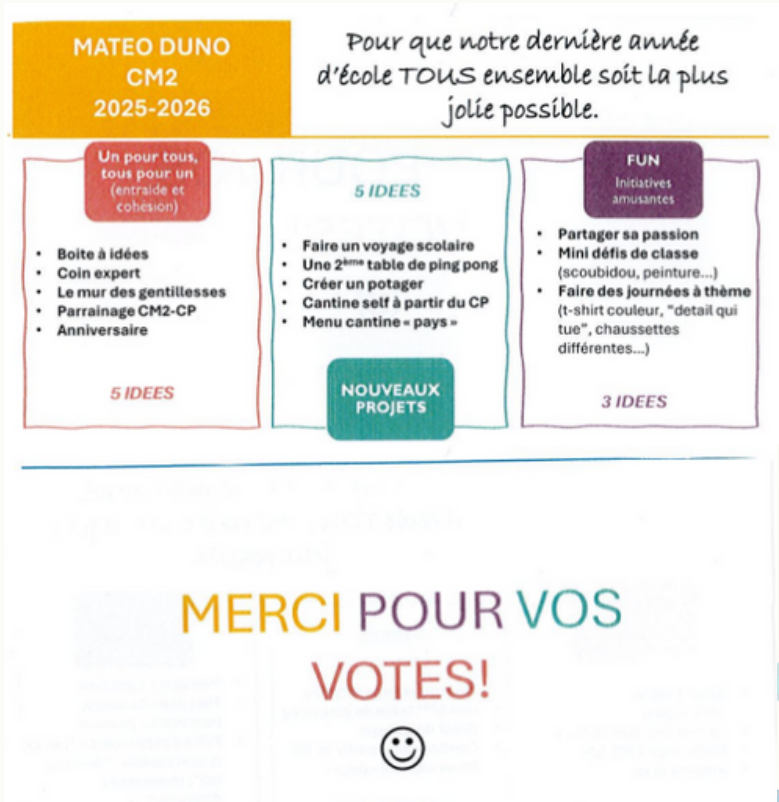 MATEO DUNO
CM2
2025-2026
Pour que notre dernière année
d'école TOUS ensemble soit la plus
jolie possible.
Un pour tous,
tous pour un
(entraide et
cohésion)
• Boite à idées
• Coin expert
• Le mur des gentillesses
• Parrainage CM2-CP
• Anniversaire
5 IDEES
5 IDEES
• Faire un voyage scolaire
• Une 2ème table de ping pong
• Créer un potager
• Cantine self à partir du CP
• Menu cantine « pays »
NOUVEAUX
PROJETS
FUN
Initiatives
amusantes
• Partager sa passion
• Mini défis de classe
(scoubidou, peinture...)
• Faire des journées à thème
(t-shirt couleur, "detail qui
tue", chaussettes
différentes...)
3 IDEES
MERCI POUR VOS
VOTES!